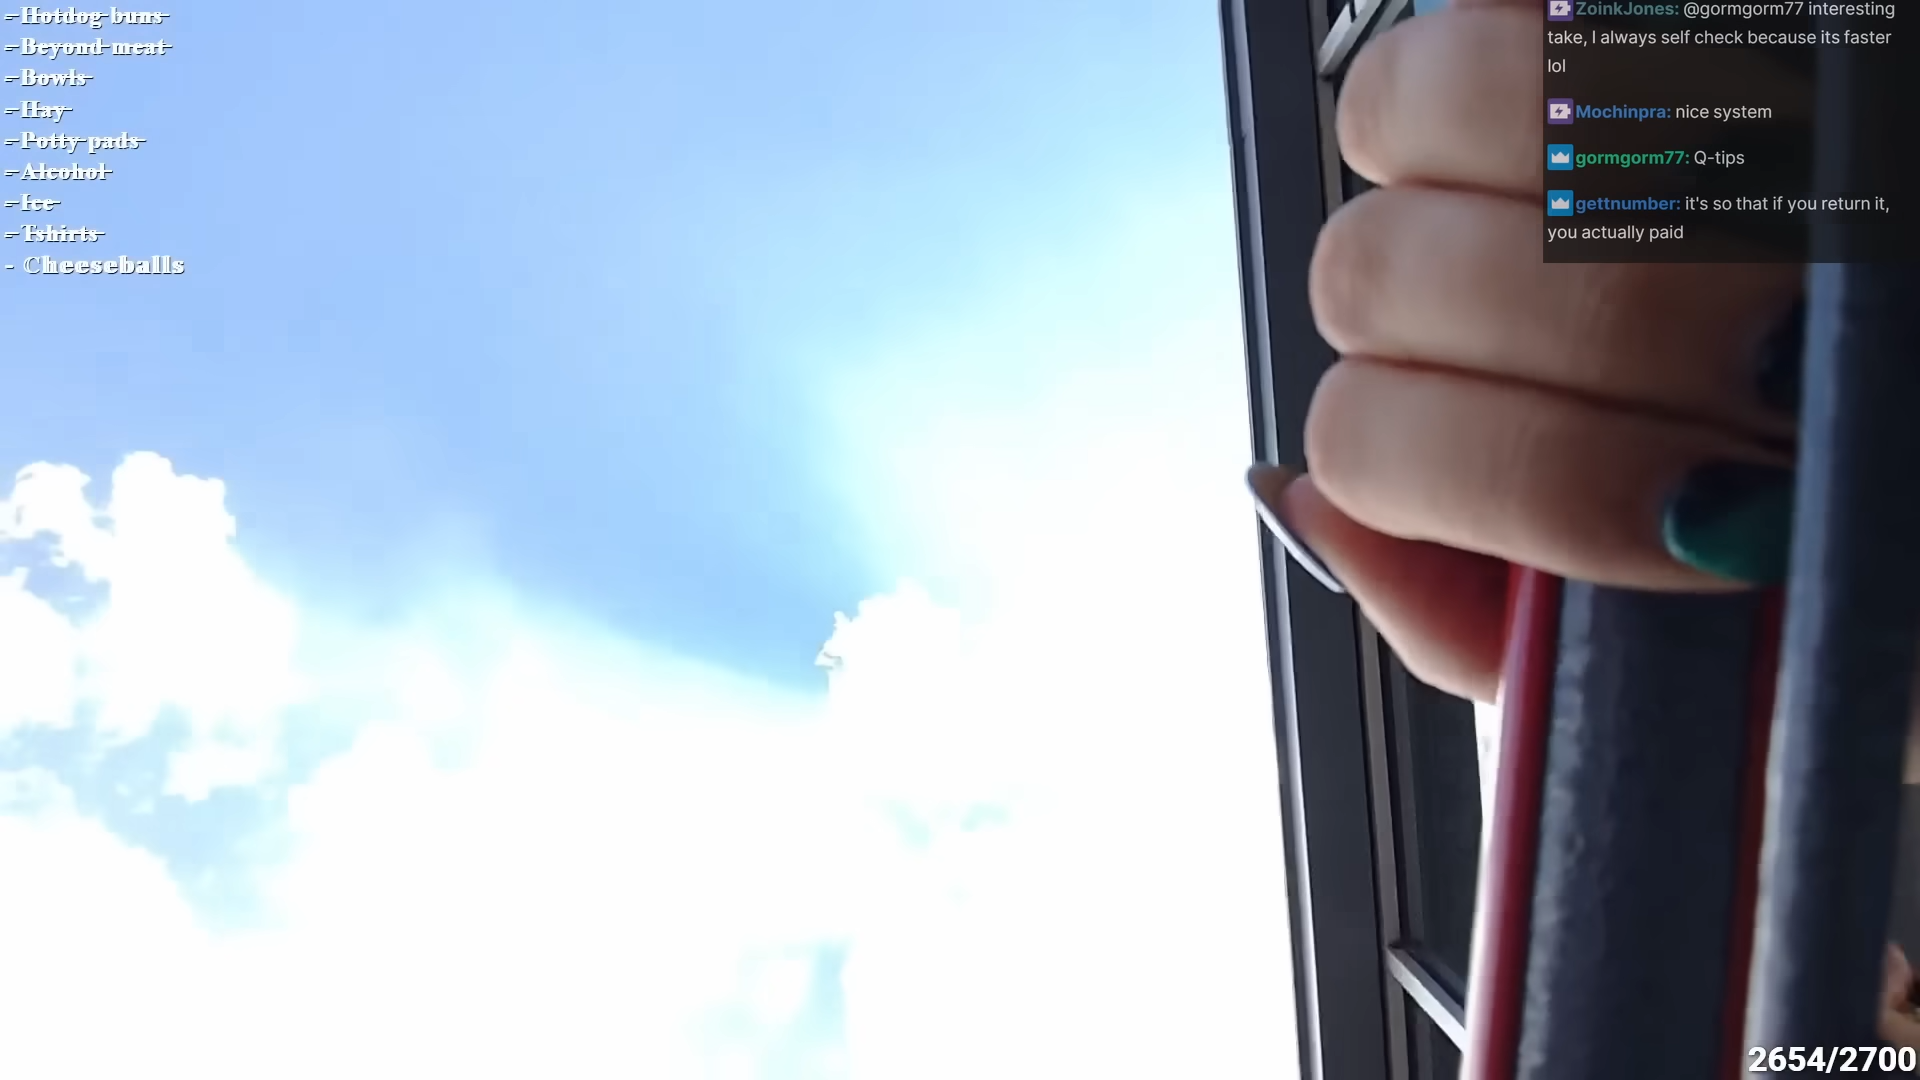 - Hotdog buns
- Beyond meat
- Bowls
- Hay
- Potty pads
- Alcohol
- Ice
- Tshirts
- Cheeseballs
ZoinkJones: @gormgorm77 interesting
take, I always self check because its faster
lol
Mochinpra: nice system
gormgorm77: Q-tips
gettnumber: it's so that if you return it,
you actually paid
2654/2700